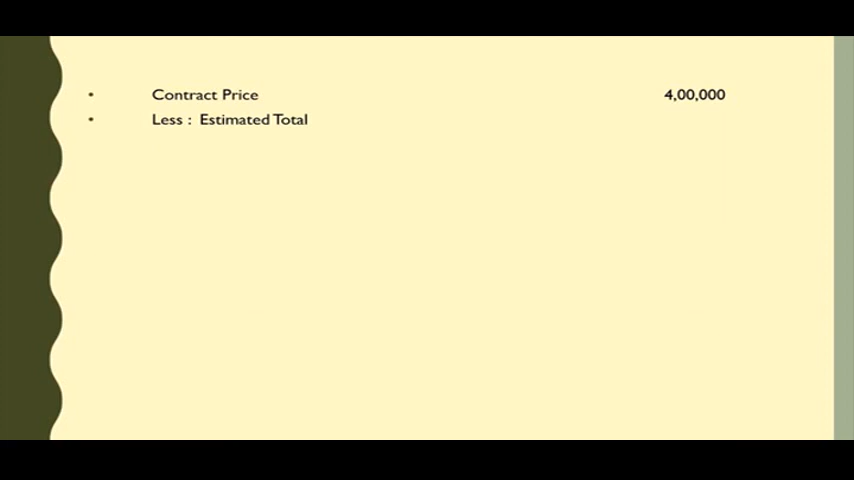 • Contract Price 4,00,000
• Less : Estimated Total